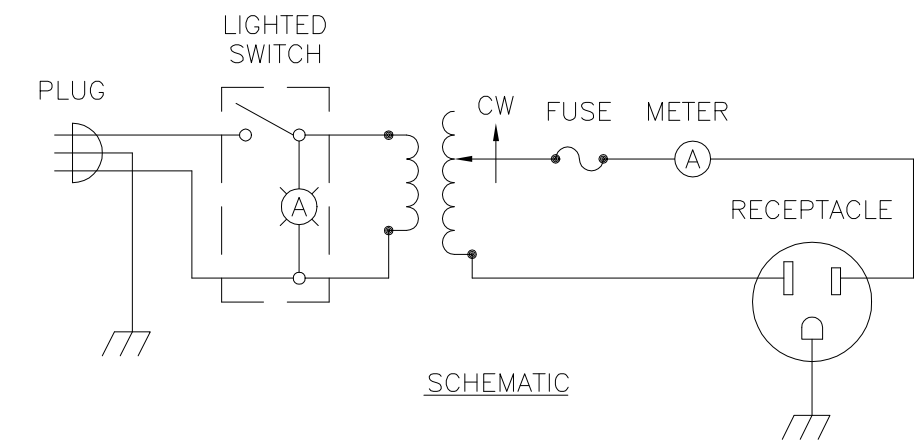 LIGHTED
SWITCH
PLUG
CW
FUSE
METER
A
A
RECEPTACLE
SCHEMATIC